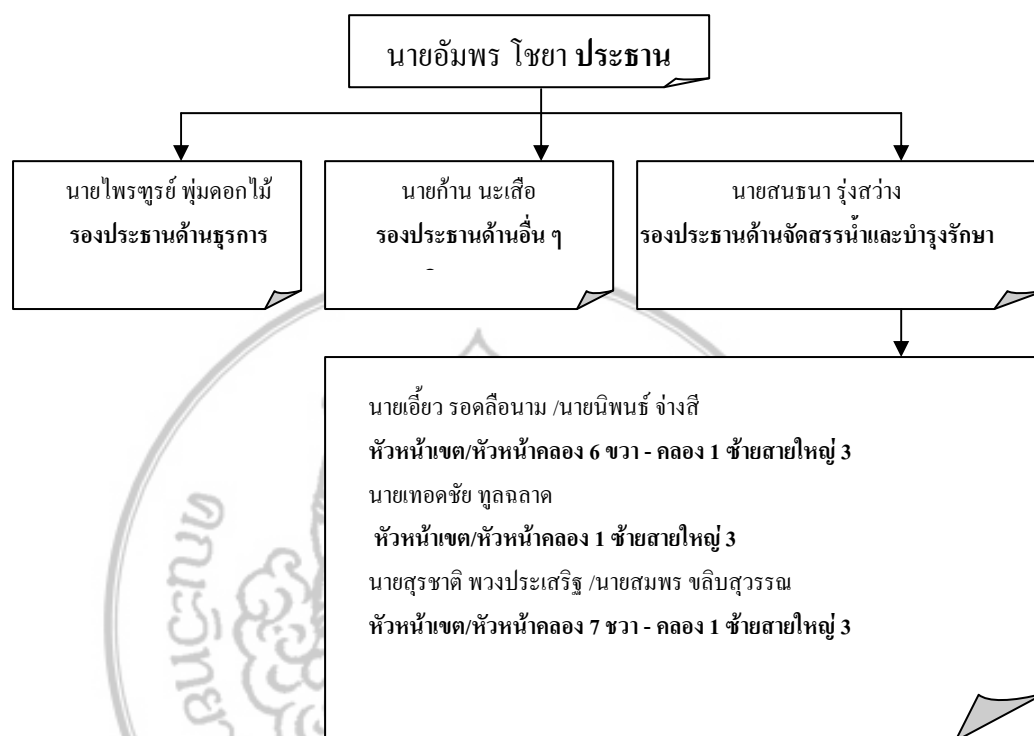 นายอัมพร โชยา ประธาน
นายไพรฑูรย์ พุ่มดอกไม้
รองประธานด้านธุรการ
นายก้าน นะเสือ
รองประธานด้านอื่น ๆ
นายสนธนา รุ่งสว่าง
รองประธานด้านจัดสรรน้ำและบำรุงรักษา
นายเอี้ยว รอดลือนาม /นายนิพนธ์ จ่างสี
หัวหน้าเขต/หัวหน้าคลอง 6 ขวา - คลอง 1 ซ้ายสายใหญ่ 3
นายเทอดชัย ทูลฉลาด
หัวหน้าเขต/หัวหน้าคลอง 1 ซ้ายสายใหญ่ 3
นายสุรชาติ พวงประเสริฐ /นายสมพร ขลิบสุวรรณ
หัวหน้าเขต/หัวหน้าคลอง 7 ชวา - คลอง 1 ซ้ายสายใหญ่ 3